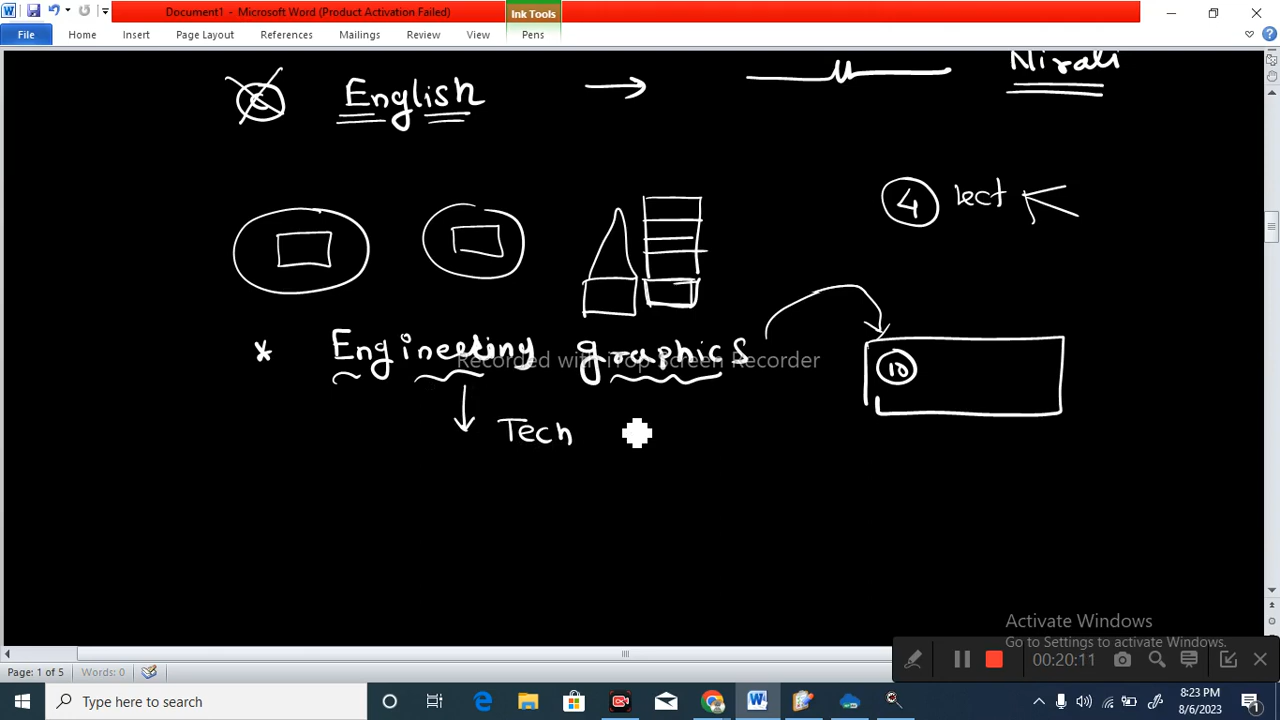 Document1 - Microsoft Word (Product Activation Failed)
Ink Tools
File Home Insert Page Layout References Mailings Review View Pens
C English → Nirali
4 lect
* Engineering graphics
Recorded with iTop Screen Recorder
10
Tech
Activate Windows
Go to Settings to activate Windows.
00:20:11
Page: 1 of 5 Words: 0
Type here to search
8:23 PM
8/6/2023